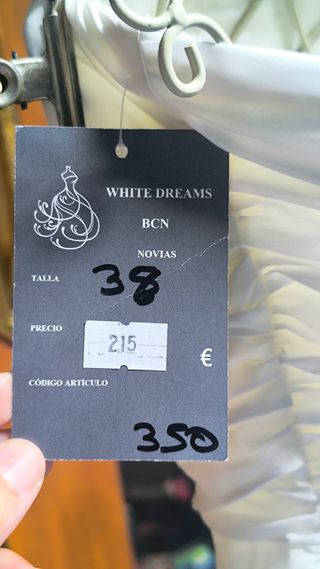 WHITE DREAMS
BCN
NOVIAS
TALLA 38
PRECIO 215 €
CÓDIGO ARTÍCULO
350